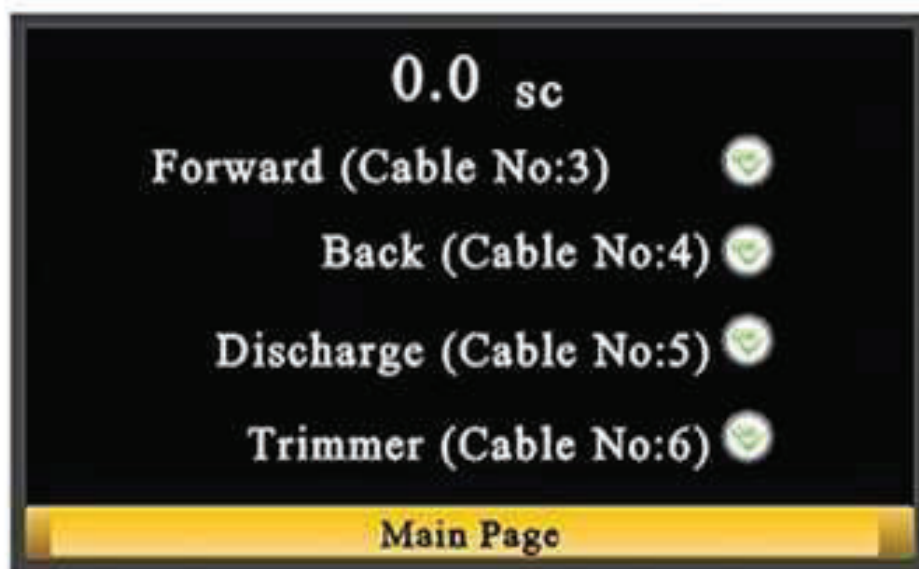 0.0 sc
Forward (Cable No:3)
Back (Cable No:4)
Discharge (Cable No:5)
Trimmer (Cable No:6)
Main Page